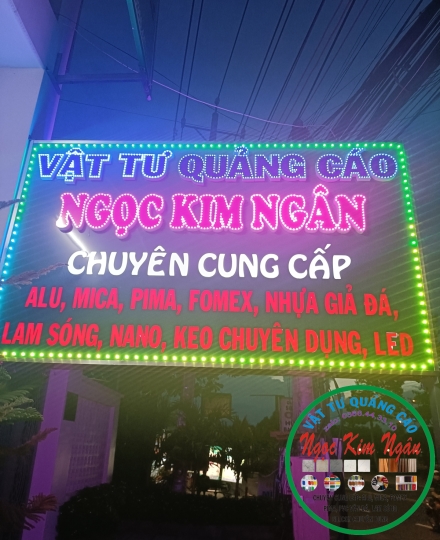 VẬT TƯ QUẢNG CÁO
NGỌC KIM NGÂN
CHUYÊN CUNG CẤP
ALU, MICA, PIMA, FOMEX, NHỰA GIẢ ĐÁ,
LAM SÓNG, NANO, KEO CHUYÊN DỤNG, LED
VẬT TƯ QUẢNG CÁO
Ngọc Kim Ngân